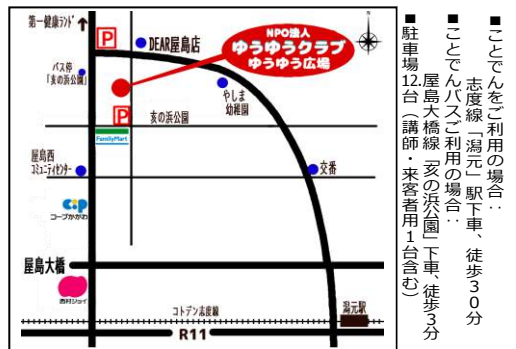 第一健康ランド
P
DEAR屋島店
NPO法人
ゆうゆうクラブ
ゆうゆう広場
バス停
「亥の浜公園」
やしま
幼稚園
P
亥の浜公園
FamilyMart
屋島西
コミュニティセンター
交番
コープかがわ
屋島大橋
西村ジョイ
コトデン志度線
潟元駅
R11
■ことでんをご利用の場合：
志度線「潟元」駅下車、徒歩30分
■ことでんバスご利用の場合：
屋島大橋線「亥の浜公園」下車、徒歩3分
■駐車場12台（講師・来客者用1台含む）